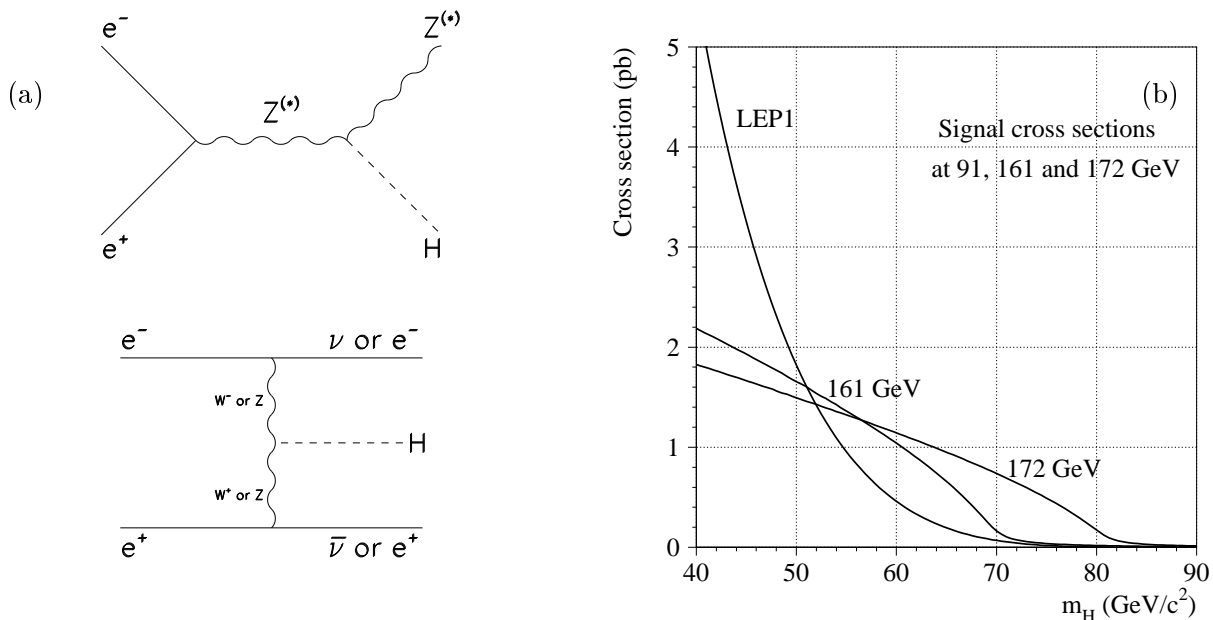 (a)
e⁻
Z⁽*⁾
Z⁽*⁾
e⁺
H
e⁻
ν or e⁻
W⁻ or Z
H
W⁺ or Z
e⁺
ν̄ or e⁺
(b)
Cross section (pb)
5
4
3
2
1
0
LEP1
Signal cross sections
at 91, 161 and 172 GeV
161 GeV
172 GeV
40 50 60 70 80 90
m_H (GeV/c²)